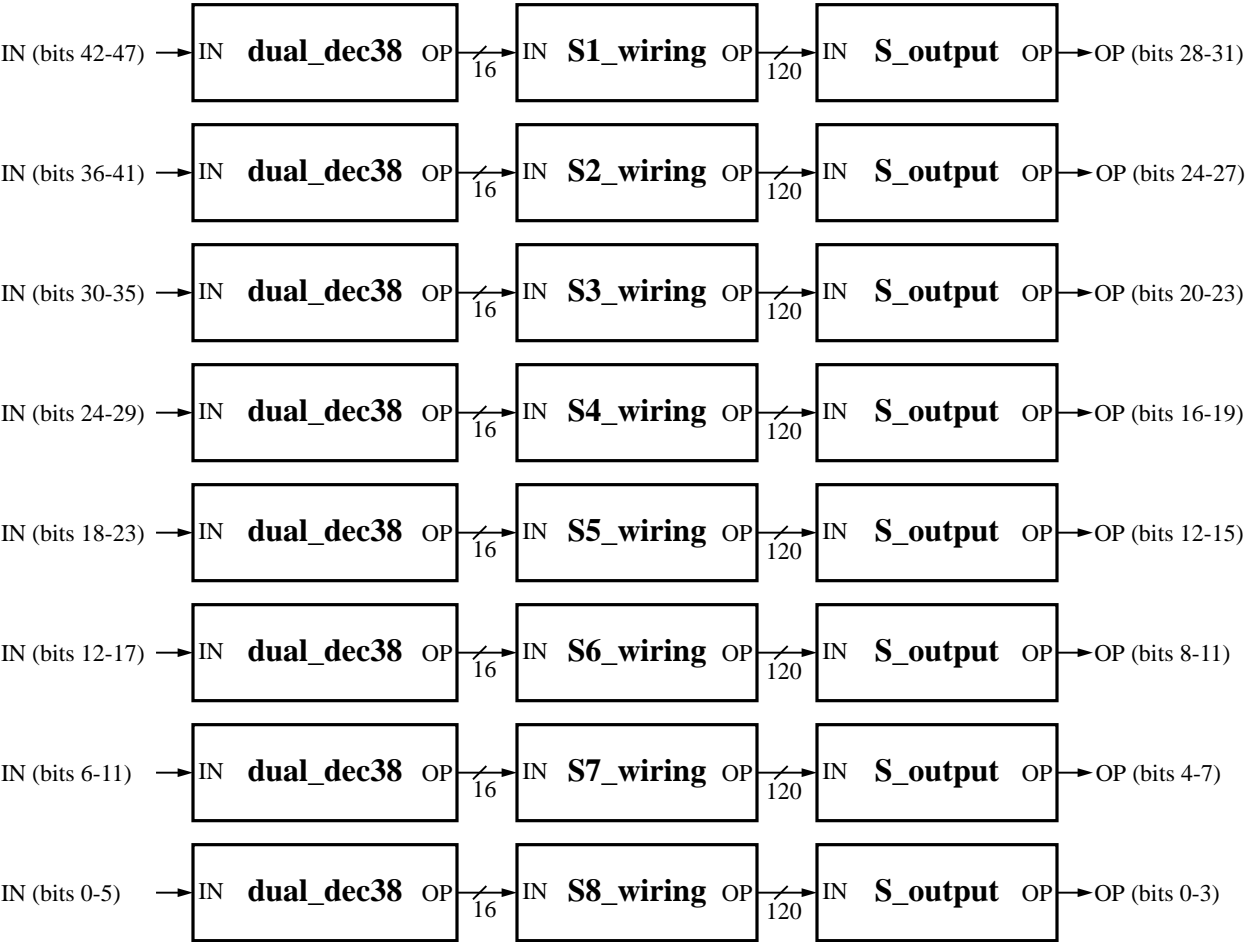 IN (bits 42-47) IN dual_dec38 OP 16 IN S1_wiring OP 120 IN S_output OP OP (bits 28-31)
IN (bits 36-41) IN dual_dec38 OP 16 IN S2_wiring OP 120 IN S_output OP OP (bits 24-27)
IN (bits 30-35) IN dual_dec38 OP 16 IN S3_wiring OP 120 IN S_output OP OP (bits 20-23)
IN (bits 24-29) IN dual_dec38 OP 16 IN S4_wiring OP 120 IN S_output OP OP (bits 16-19)
IN (bits 18-23) IN dual_dec38 OP 16 IN S5_wiring OP 120 IN S_output OP OP (bits 12-15)
IN (bits 12-17) IN dual_dec38 OP 16 IN S6_wiring OP 120 IN S_output OP OP (bits 8-11)
IN (bits 6-11) IN dual_dec38 OP 16 IN S7_wiring OP 120 IN S_output OP OP (bits 4-7)
IN (bits 0-5) IN dual_dec38 OP 16 IN S8_wiring OP 120 IN S_output OP OP (bits 0-3)